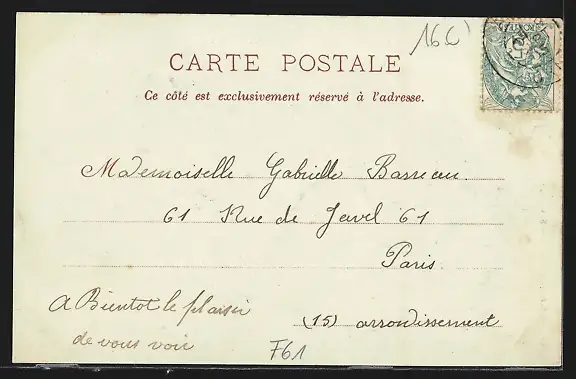 16C
CARTE POSTALE
Ce côté est exclusivement réservé à l'adresse.
Mademoiselle Gabrielle Barreau
61 Rue de Javel 61
Paris.
(15) arrondissement
A Bientot le plaisir
de vous voir
F61